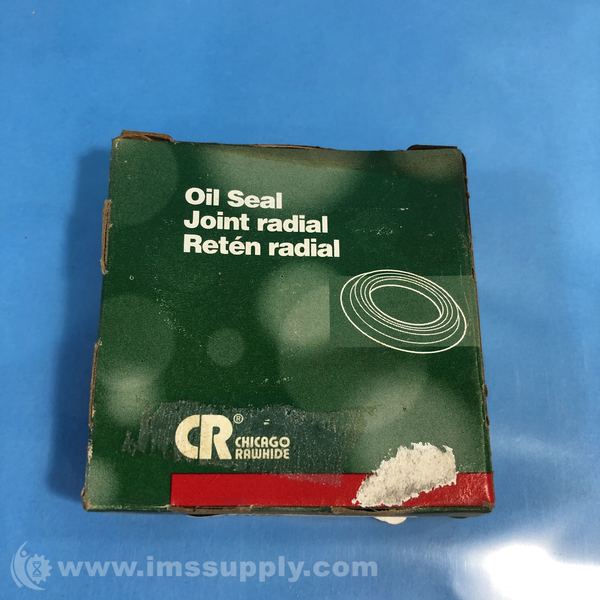 Oil Seal
Joint radial
Retén radial
CR® CHICAGO
RAWHIDE
www.imssupply.com